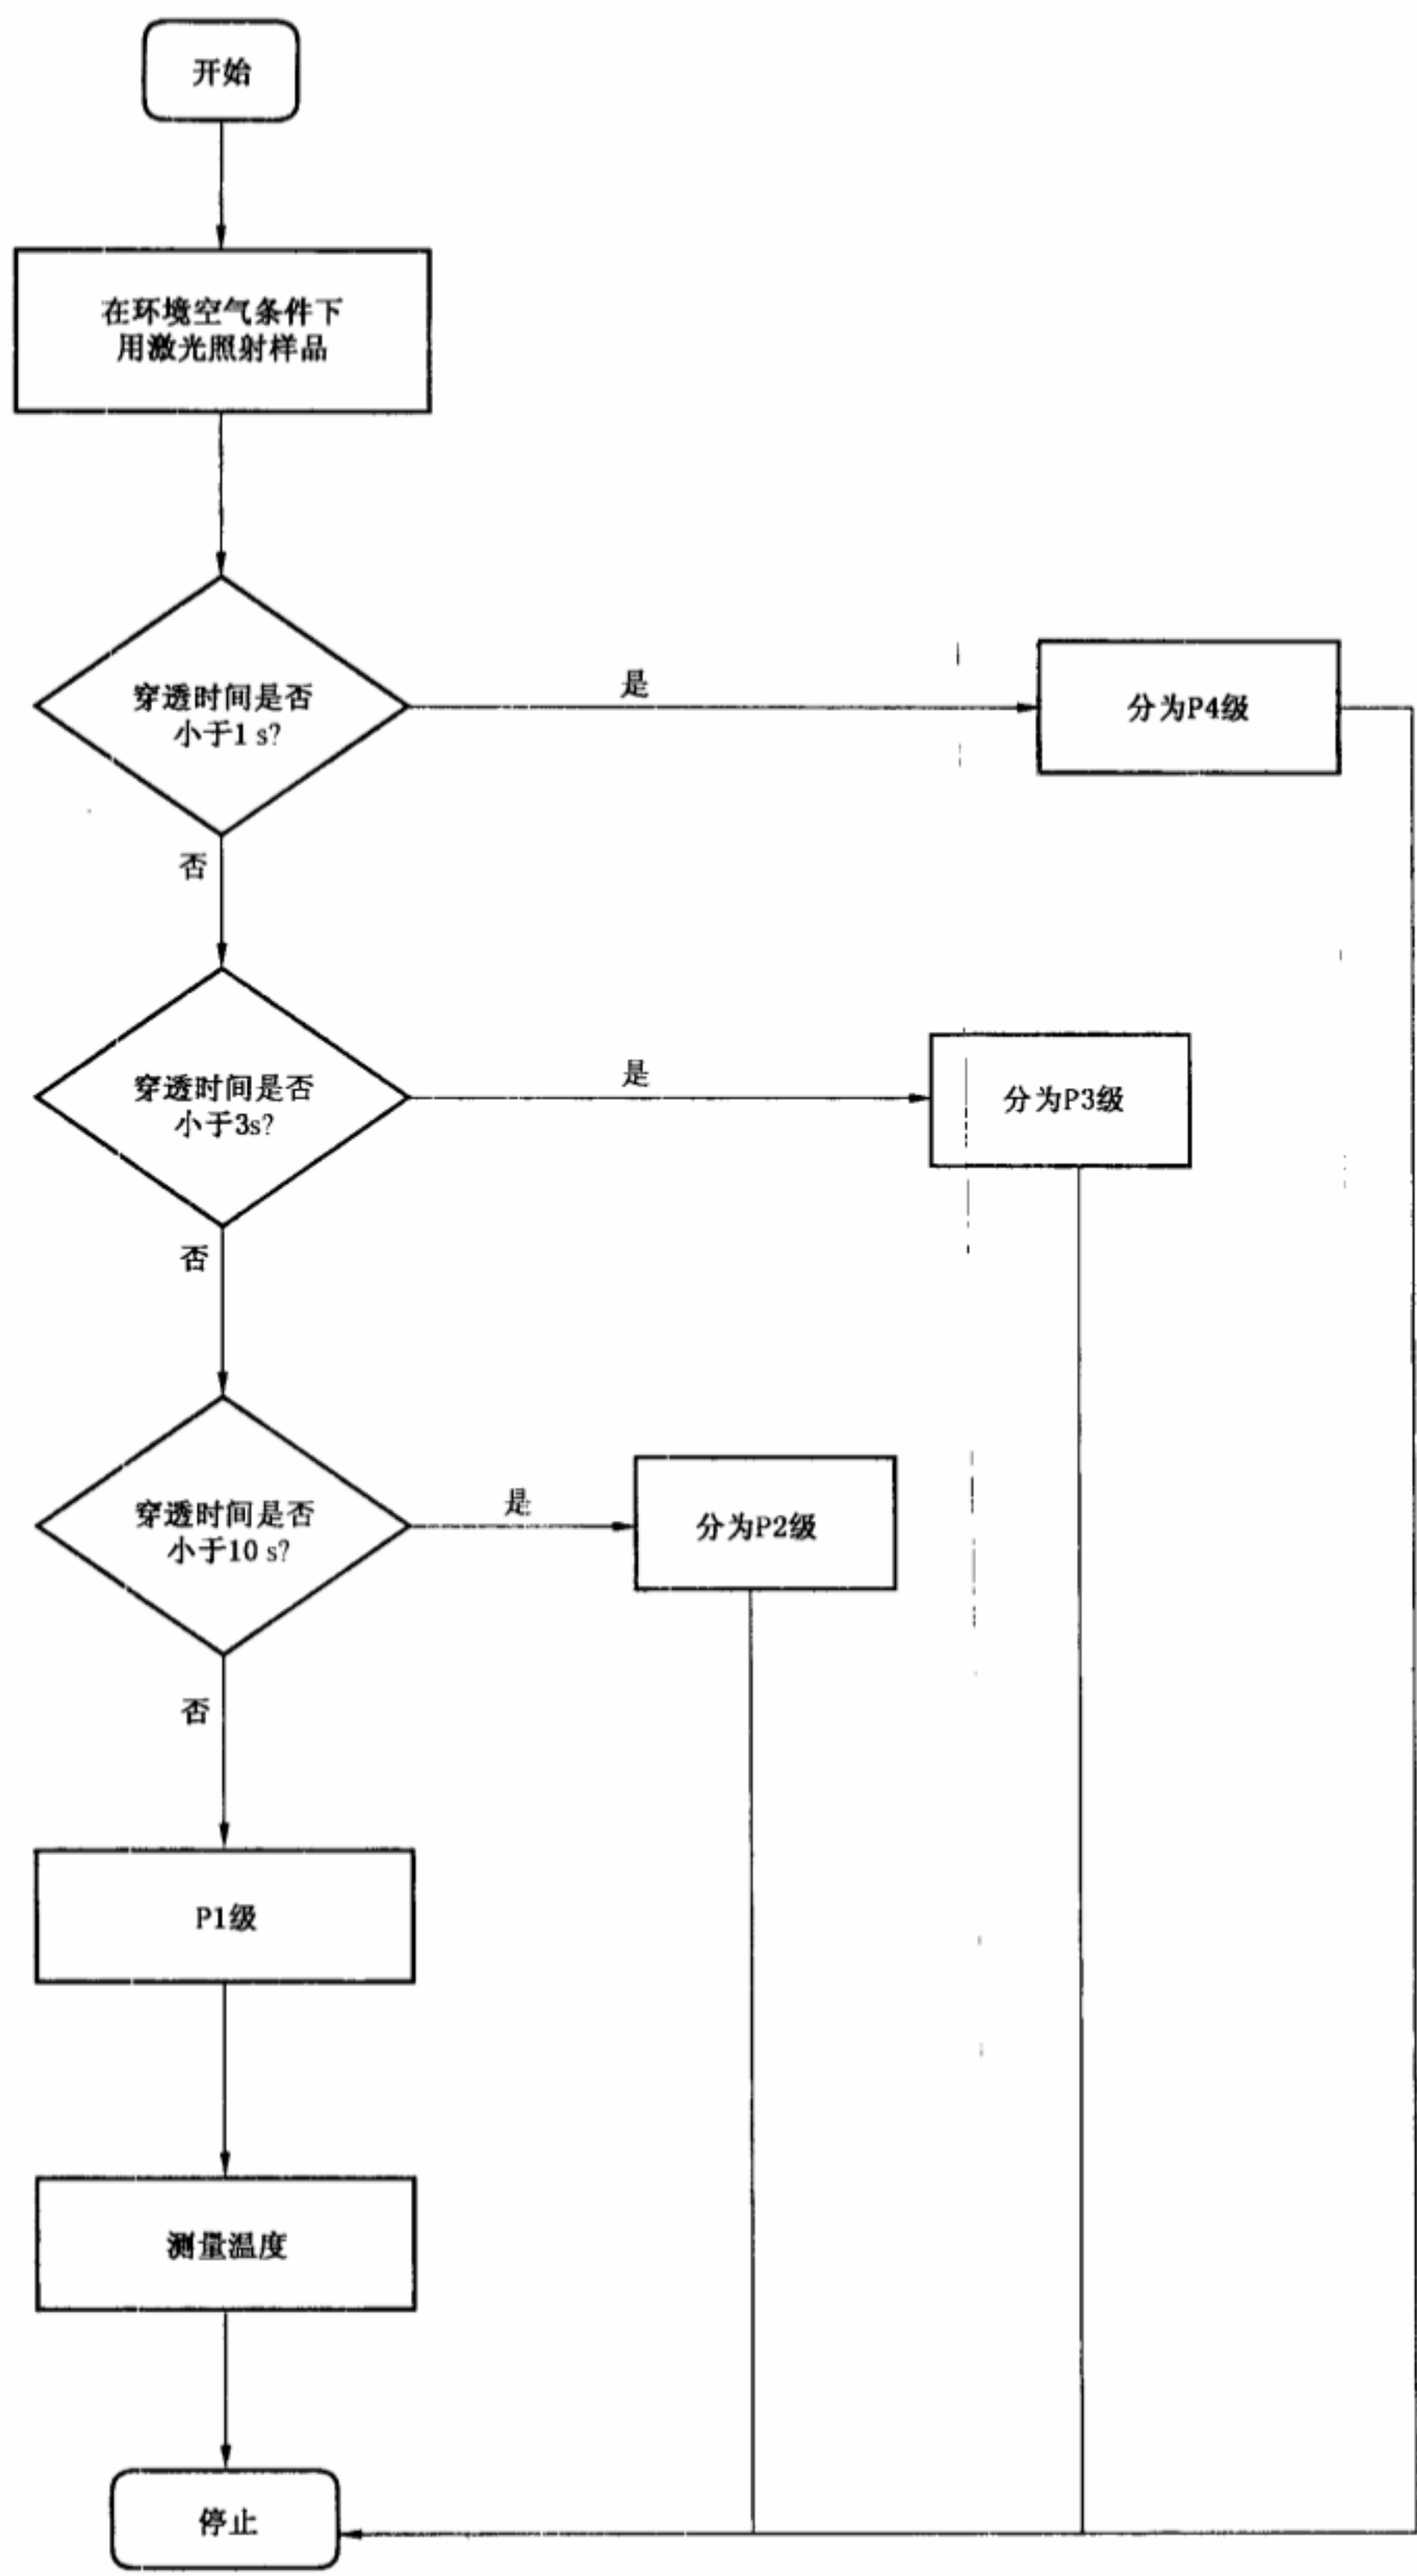 开始
在环境空气条件下
用激光照射样品
穿透时间是否
小于1 s?
是
分为P4级
否
穿透时间是否
小于3s?
是
分为P3级
否
穿透时间是否
小于10 s?
是
分为P2级
否
P1级
测量温度
停止